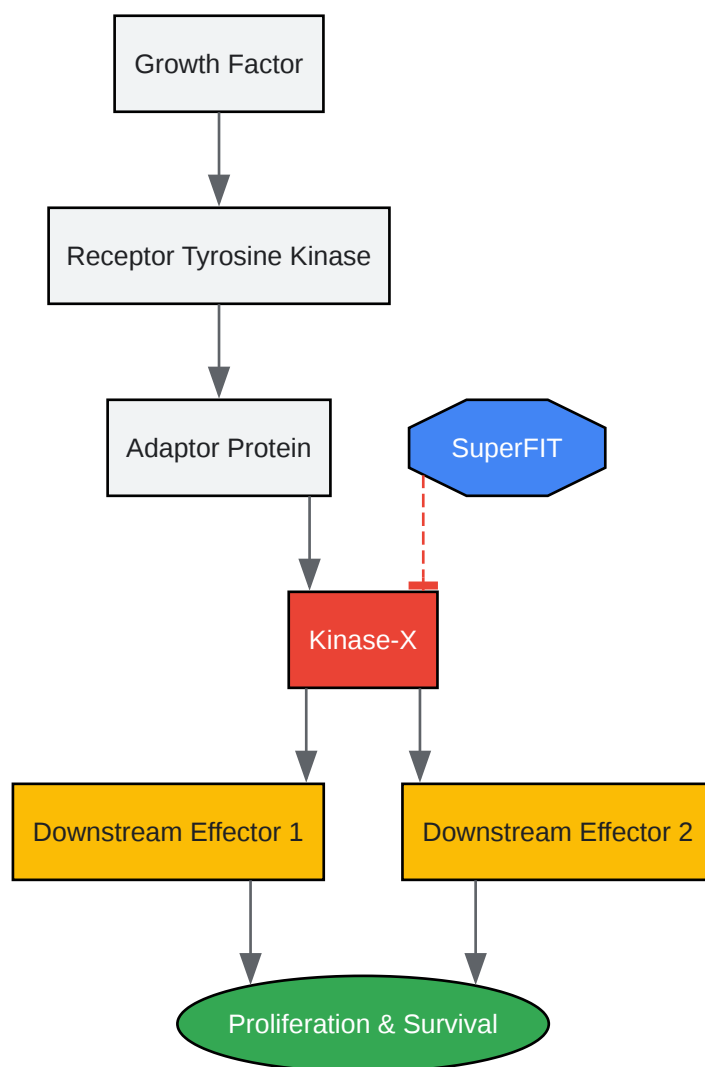 Growth Factor
Receptor Tyrosine Kinase
Adaptor Protein
SuperFIT
Kinase-X
Downstream Effector 1
Downstream Effector 2
Proliferation & Survival